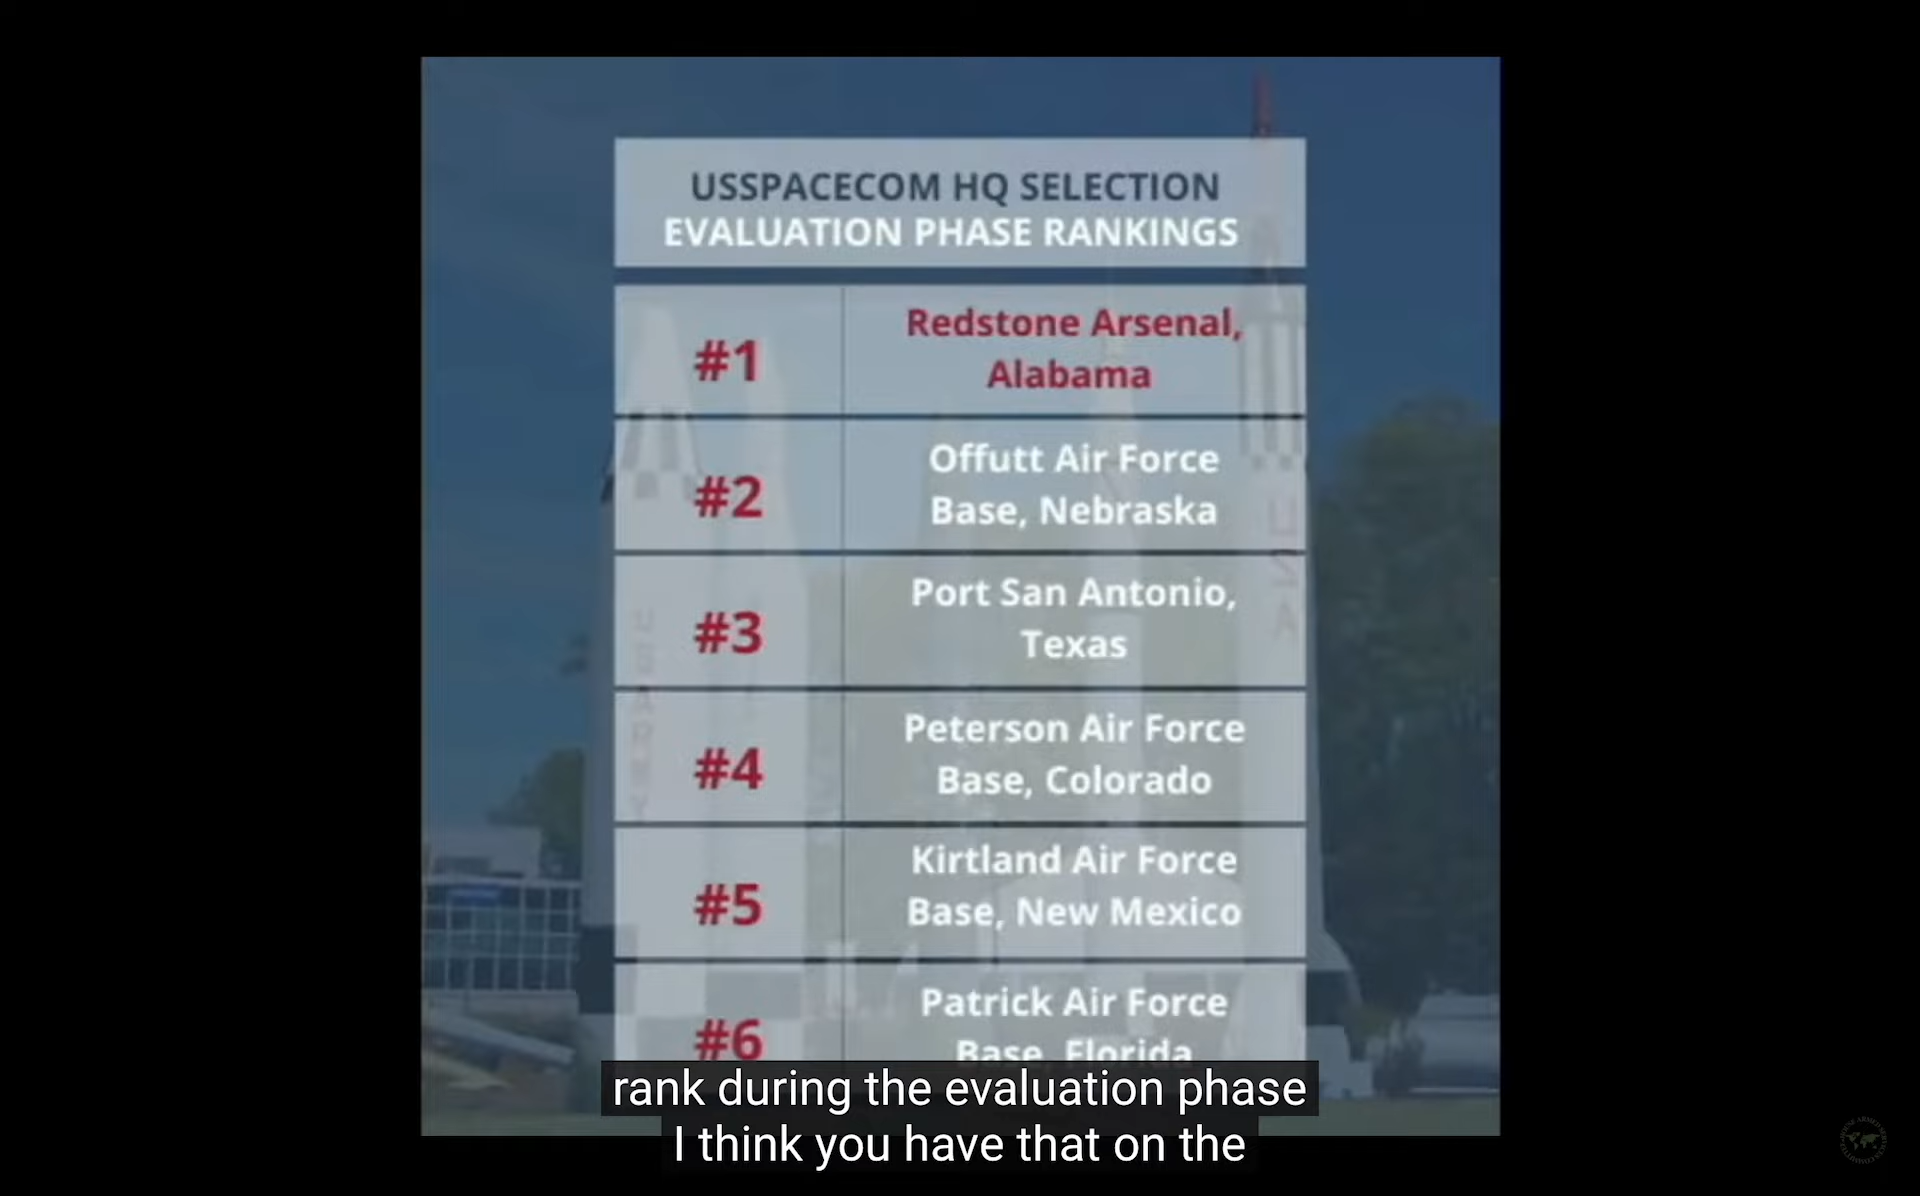 USSPACECOM HQ SELECTION
EVALUATION PHASE RANKINGS
#1
Redstone Arsenal,
Alabama
#2
Offutt Air Force
Base, Nebraska
#3
Port San Antonio,
Texas
#4
Peterson Air Force
Base, Colorado
#5
Kirtland Air Force
Base, New Mexico
#6
Patrick Air Force
Base, Florida
USA
rank during the evaluation phase
I think you have that on the